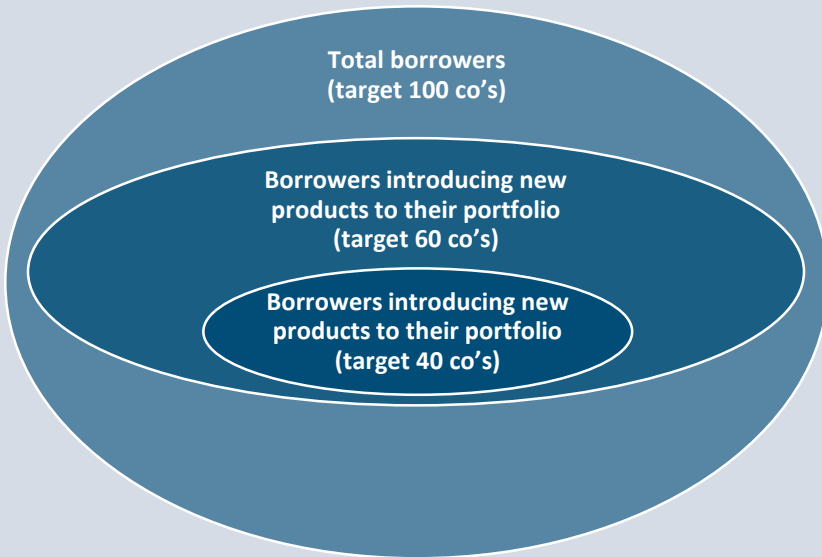 Total borrowers
(target 100 co’s)
Borrowers introducing new
products to their portfolio
(target 60 co’s)
Borrowers introducing new
products to their portfolio
(target 40 co’s)